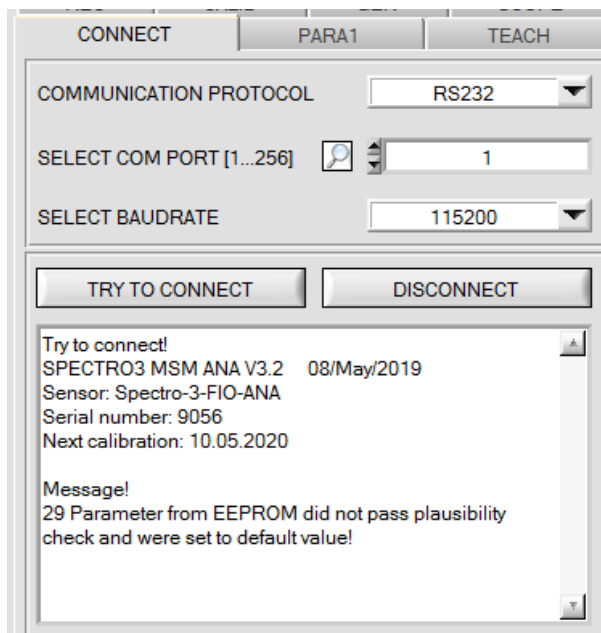 CONNECT PARA1 TEACH
COMMUNICATION PROTOCOL RS232
SELECT COM PORT [1...256] 1
SELECT BAUDRATE 115200
TRY TO CONNECT DISCONNECT
Try to connect!
SPECTRO3 MSM ANA V3.2 08/May/2019
Sensor: Spectro-3-FIO-ANA
Serial number: 9056
Next calibration: 10.05.2020
Message!
29 Parameter from EEPROM did not pass plausibility
check and were set to default value!